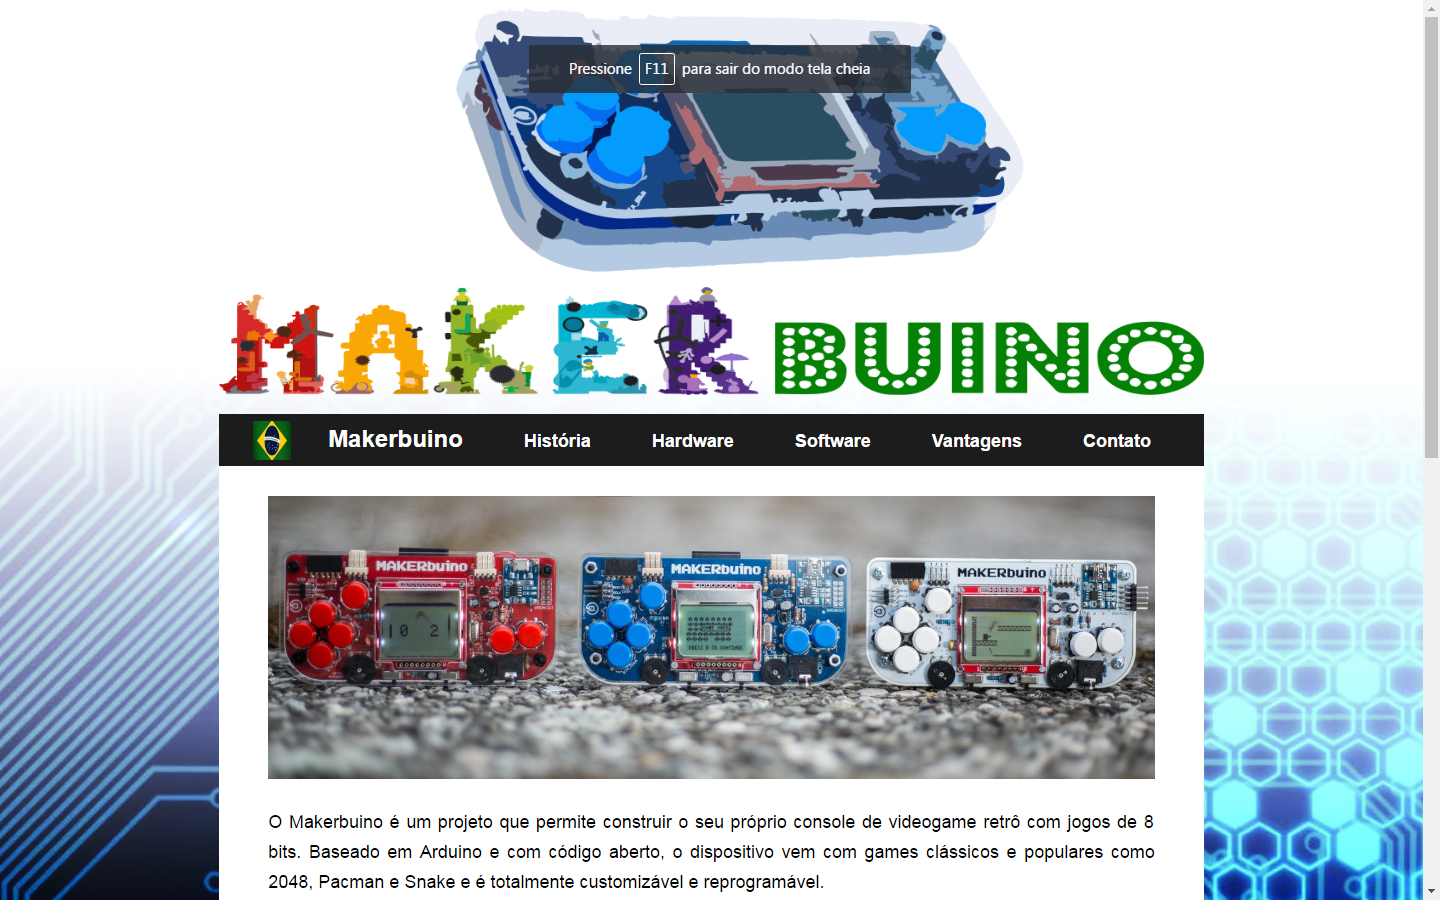 Pressione F11 para sair do modo tela cheia
MAKER BUINO
Makerbuino História Hardware Software Vantagens Contato
MAKERbuino MAKERbuino MAKERbuino
O Makerbuino é um projeto que permite construir o seu próprio console de videogame retrô com jogos de 8
bits. Baseado em Arduino e com código aberto, o dispositivo vem com games clássicos e populares como
2048, Pacman e Snake e é totalmente customizável e reprogramável.